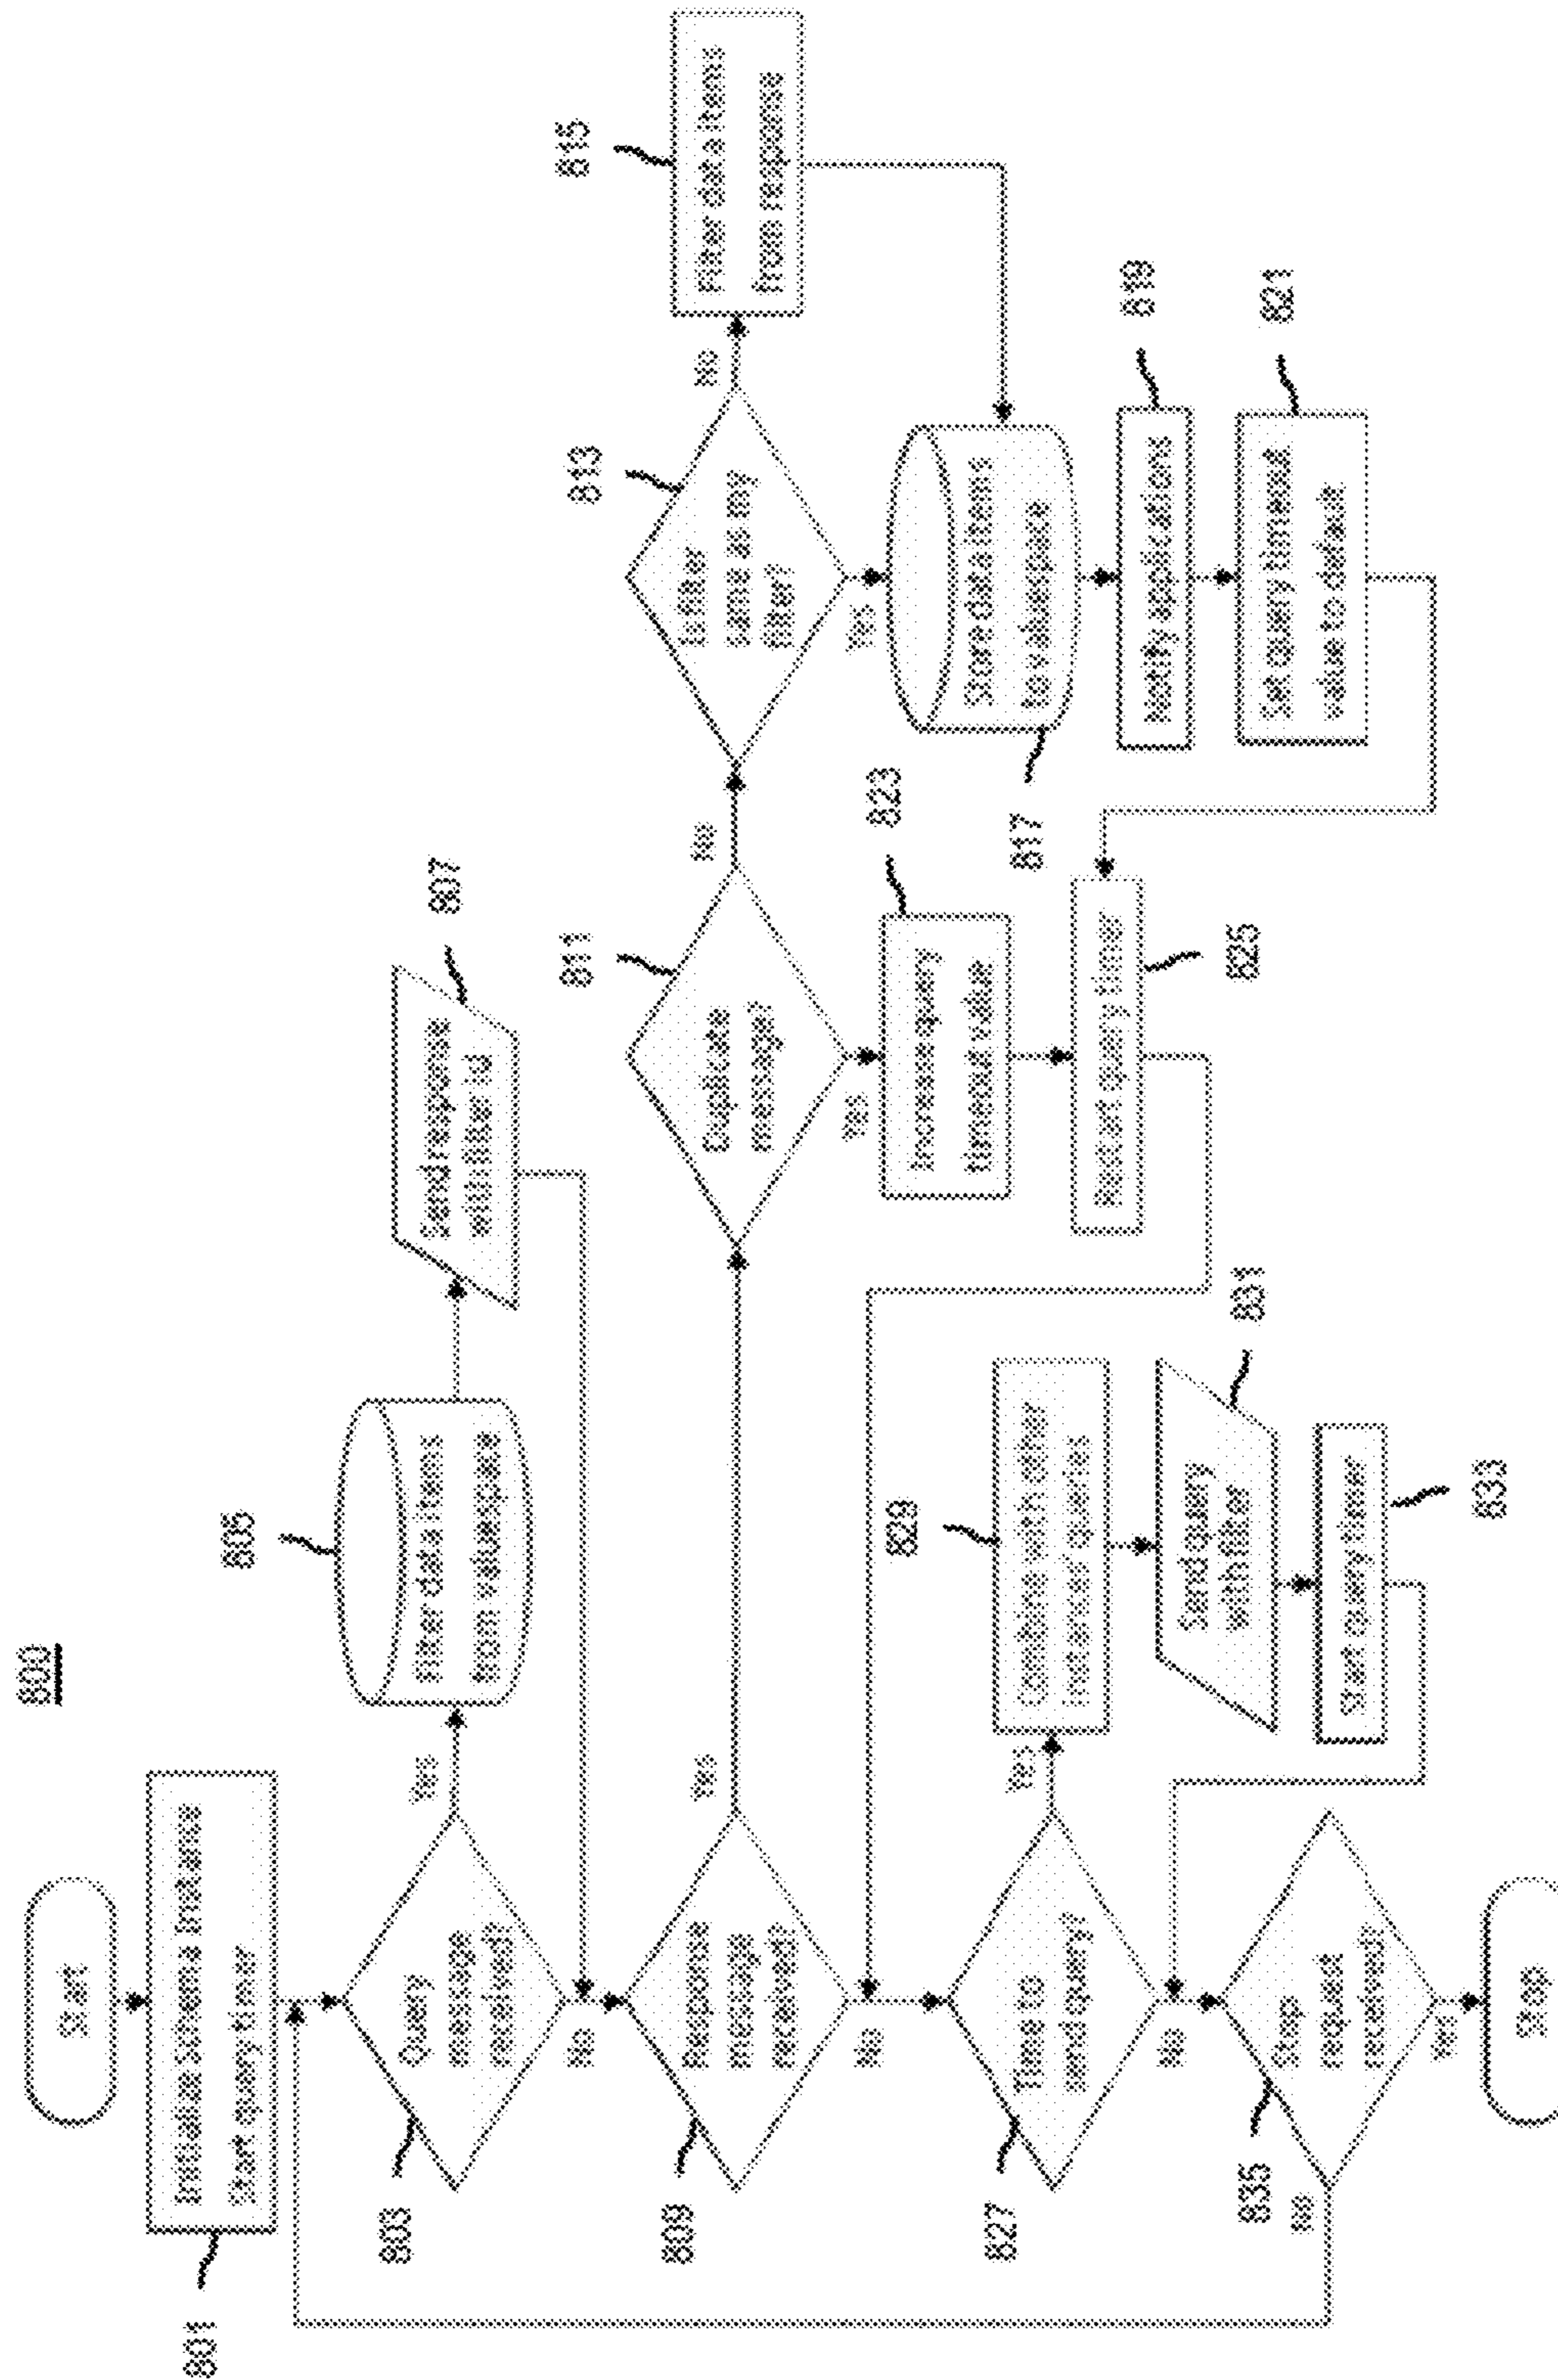 800
Start
801
Initialize Schema Instance
Start query timer
803
Query
message
received?
Yes
No
805
Filter data items
from valuespace
807
Send response
with filter id
809
Response
message
received?
Yes
No
811
Duplicate
message?
No
Yes
813
Is filter
same as my
filter?
No
Yes
815
Filter data items
from response
817
Store data items
to valuespace
819
Notify applications
821
Set query timeout
value to default
823
Increase query
timeout value
825
Restart query timer
827
Time to
send query?
Yes
No
829
Combine with other
instances' queries
831
Send query
with filter
833
Start query timer
835
Stop
request
received?
No
Yes
Stop